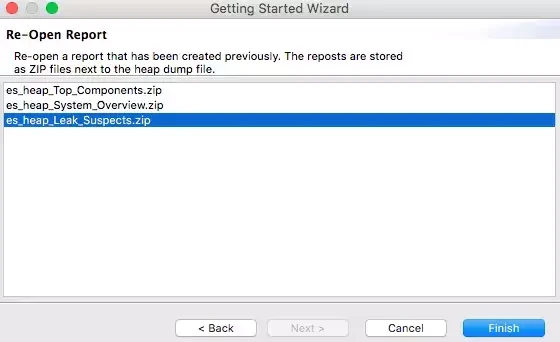 Getting Started Wizard
Re-Open Report
Re-open a report that has been created previously. The reposts are stored
as ZIP files next to the heap dump file.
es_heap_Top_Components.zip
es_heap_System_Overview.zip
es_heap_Leak_Suspects.zip
< Back
Next >
Cancel
Finish